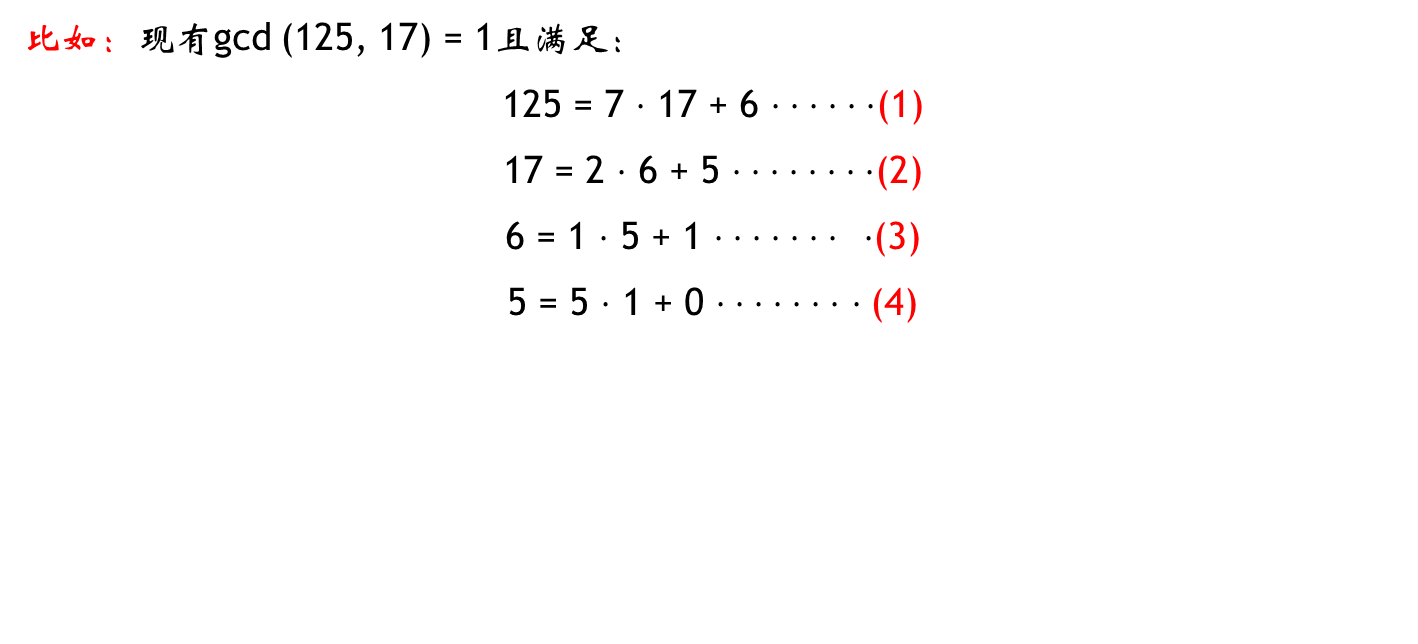 比如：现有gcd (125, 17) = 1且满足：
125 = 7 · 17 + 6 · · · · · ·(1)
17 = 2 · 6 + 5 · · · · · · · ·(2)
6 = 1 · 5 + 1 · · · · · · · ·(3)
5 = 5 · 1 + 0 · · · · · · · · (4)